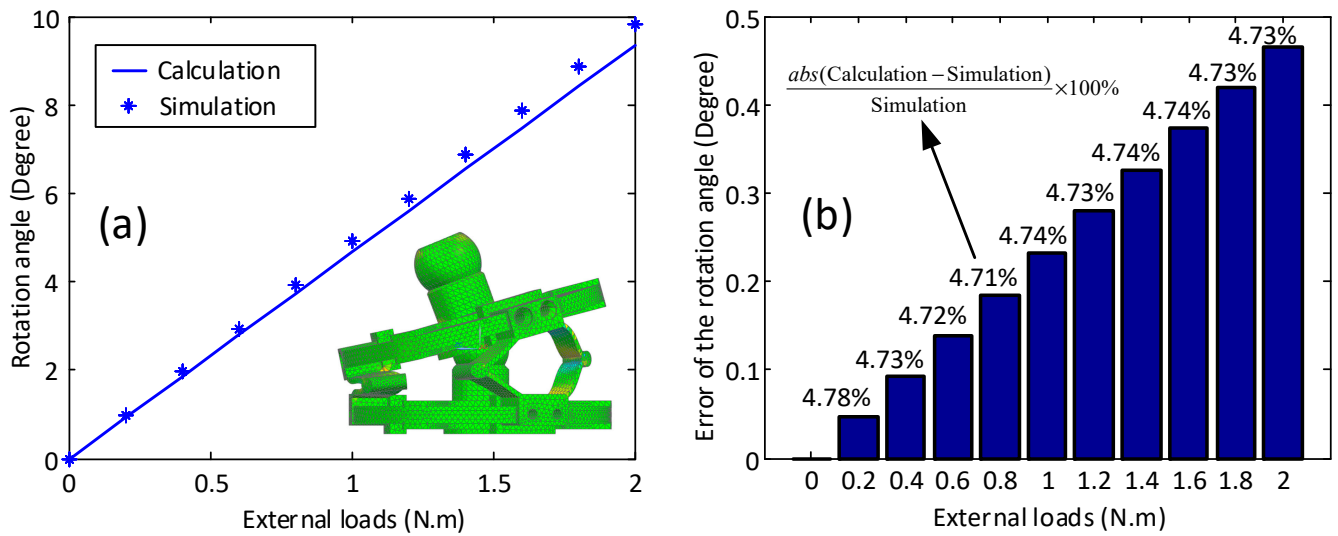 10
8
6
4
2
0
Rotation angle (Degree)
Calculation
Simulation
(a)
0 0.5 1 1.5 2
External loads (N.m)
0.5
0.4
0.3
0.2
0.1
0
Error of the rotation angle (Degree)
abs(Calculation − Simulation)
Simulation
×100%
(b)
4.78%
4.73%
4.72%
4.71%
4.74%
4.73%
4.74%
4.74%
4.73%
4.73%
0 0.2 0.4 0.6 0.8 1 1.2 1.4 1.6 1.8 2
External loads (N.m)